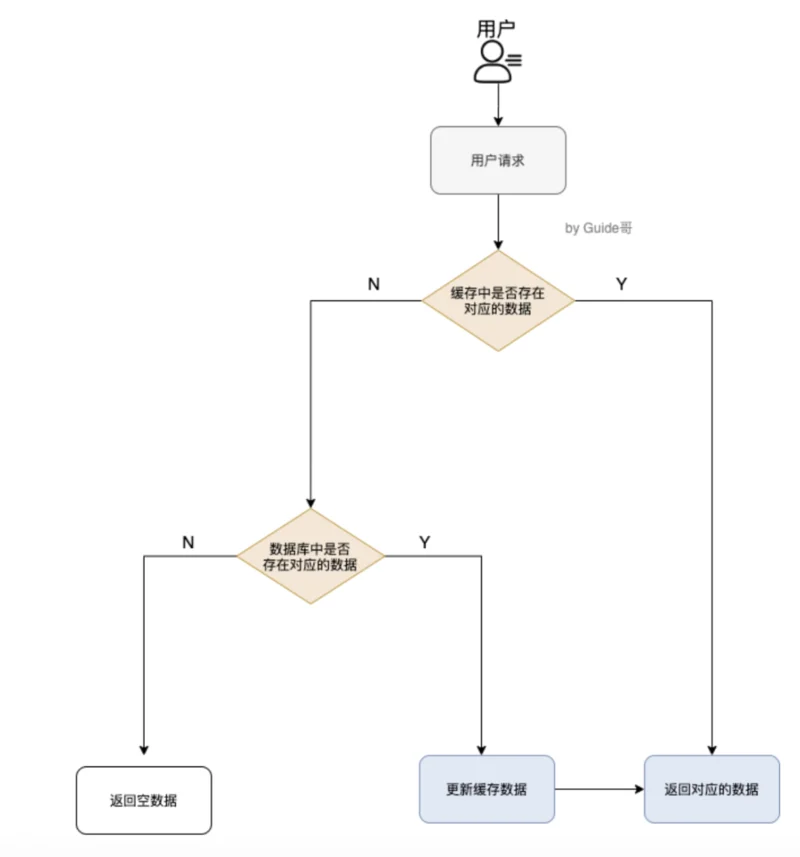 用户
用户请求
by Guide哥
N
缓存中是否存在
对应的数据
Y
N
数据库中是否
存在对应的数据
Y
返回空数据
更新缓存数据
返回对应的数据